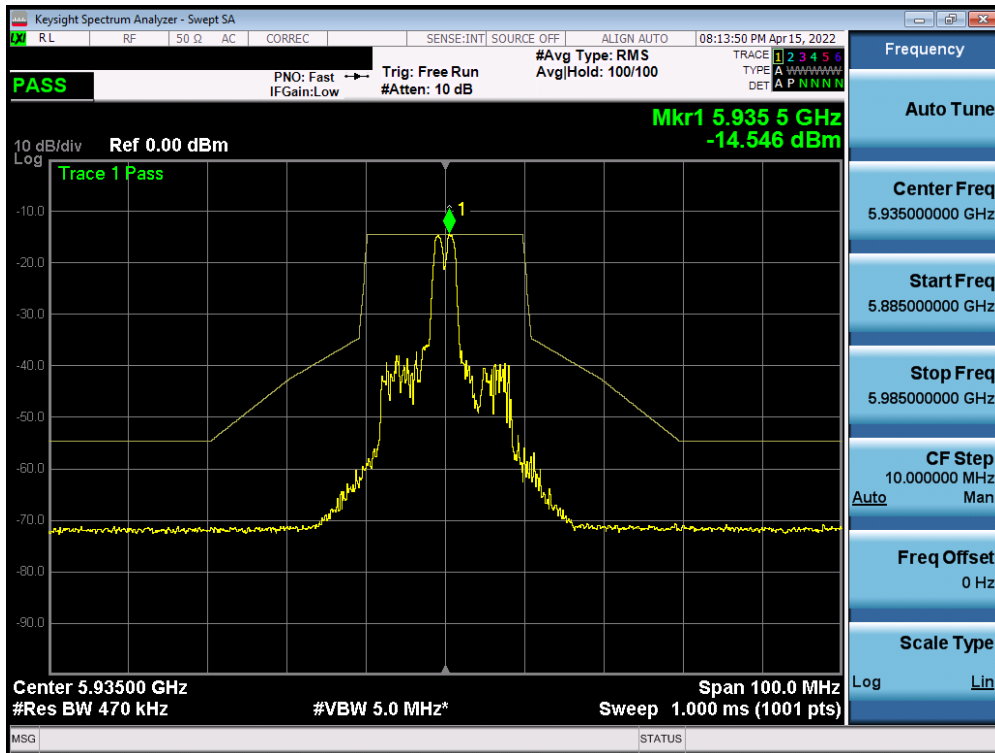 Keysight Spectrum Analyzer - Swept SA
LXI RL RF 50 Ω AC CORREC SENSE:INT SOURCE OFF ALIGN AUTO 08:13:50 PM Apr 15, 2022
PASS
PNO: Fast
IFGain:Low
Trig: Free Run
#Atten: 10 dB
#Avg Type: RMS
Avg|Hold: 100/100
TRACE 1 2 3 4 5 6
TYPE A WWWWW
DET A P N N N N
Mkr1 5.935 5 GHz
-14.546 dBm
10 dB/div Ref 0.00 dBm
Log
Trace 1 Pass
1
-10.0
-20.0
-30.0
-40.0
-50.0
-60.0
-70.0
-80.0
-90.0
Center 5.93500 GHz Span 100.0 MHz
#Res BW 470 kHz #VBW 5.0 MHz* Sweep 1.000 ms (1001 pts)
MSG STATUS
Frequency
Auto Tune
Center Freq
5.935000000 GHz
Start Freq
5.885000000 GHz
Stop Freq
5.985000000 GHz
CF Step
10.000000 MHz
Auto Man
Freq Offset
0 Hz
Scale Type
Log Lin